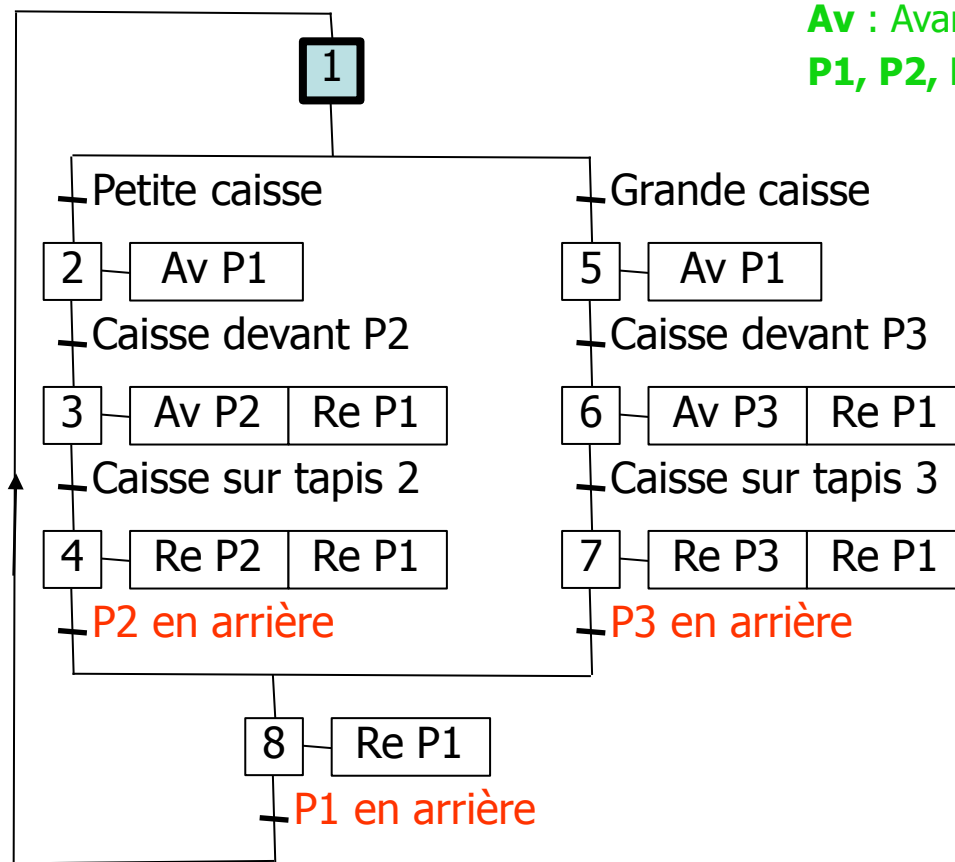 Av :
P1, P2,
1
Petite caisse
Grande caisse
2 Av P1
5 Av P1
Caisse devant P2
Caisse devant P3
3 Av P2 Re P1
6 Av P3 Re P1
Caisse sur tapis 2
Caisse sur tapis 3
4 Re P2 Re P1
7 Re P3 Re P1
P2 en arrière
P3 en arrière
8 Re P1
P1 en arrière